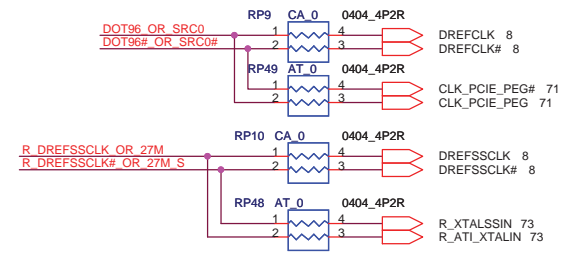 RP9 CA_0 0404_4P2R
DOT96_OR_SRC0 1 4 DREFCLK 8
DOT96#_OR_SRC0# 2 3 DREFCLK# 8
RP49 AT_0 0404_4P2R
1 4 CLK_PCIE_PEG# 71
2 3 CLK_PCIE_PEG 71
RP10 CA_0 0404_4P2R
R_DREFSSCLK_OR_27M 1 4 DREFSSCLK 8
R_DREFSSCLK#_OR_27M_S 2 3 DREFSSCLK# 8
RP48 AT_0 0404_4P2R
1 4 R_XTALSSIN 73
2 3 R_ATI_XTALIN 73